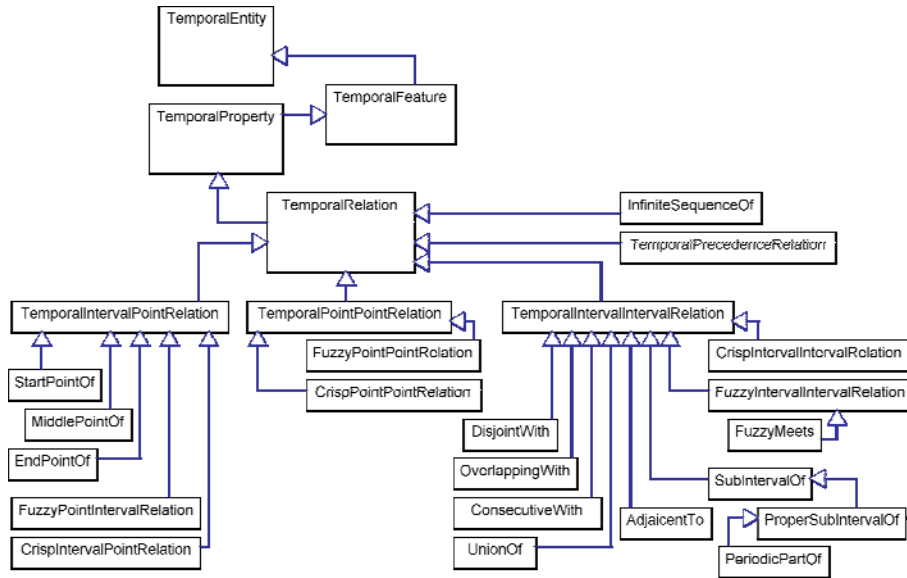 TemporalEntity
TemporalFeature
TemporalProperty
TemporalRelation
InfiniteSequenceOf
TemporalPrecedenceRelation
TemporalIntervalPointRelation
TemporalPointPointRelation
TemporalIntervalIntervalRelation
FuzzyPointPointRelation
CrispIntervalIntervalRelation
StartPointOf
CrispPointPointRelation
FuzzyIntervalIntervalRelation
MiddlePointOf
DisjointWith
FuzzyMeets
EndPointOf
OverlappingWith
SubIntervalOf
FuzzyPointIntervalRelation
ConsecutiveWith
AdjaicentTo
ProperSubIntervalOf
CrispIntervalPointRelation
UnionOf
PeriodicPartOf